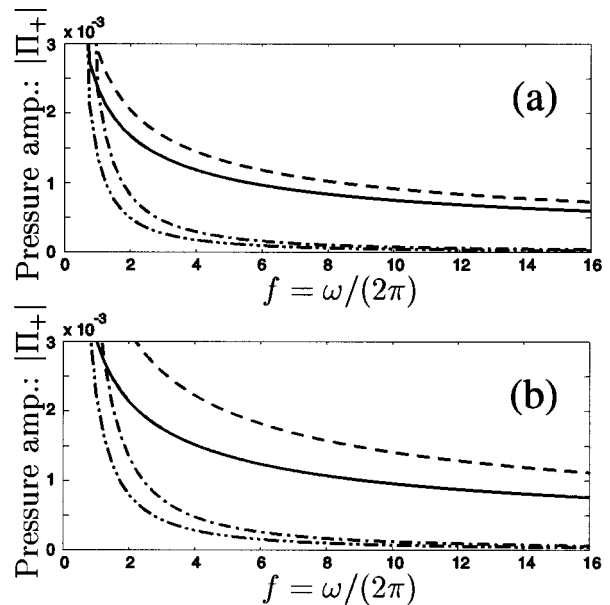 x 10⁻³
3
2
1
0
Pressure amp.: |Π₊|
(a)
0 2 4 6 8 10 12 14 16
f = ω/(2π)
x 10⁻³
3
2
1
0
Pressure amp.: |Π₊|
(b)
0 2 4 6 8 10 12 14 16
f = ω/(2π)